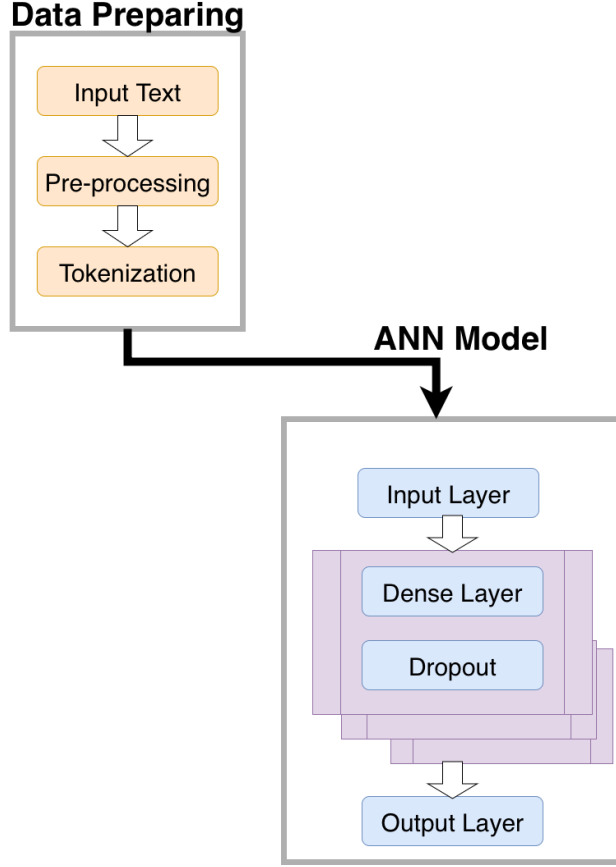 Data Preparing
Input Text
Pre-processing
Tokenization
ANN Model
Input Layer
Dense Layer
Dropout
Output Layer